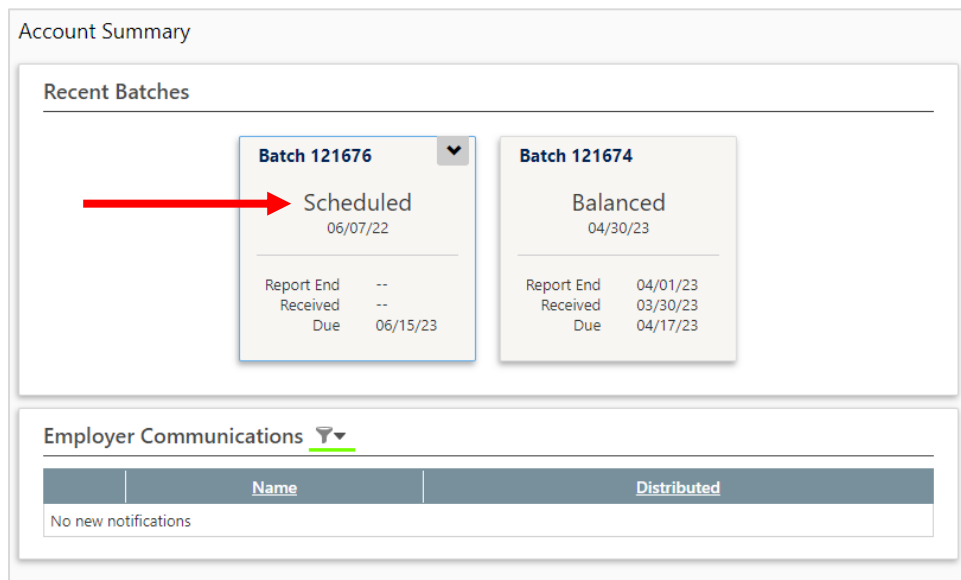 Account Summary
Recent Batches
Batch 121676
Scheduled
06/07/22
Report End --
Received --
Due 06/15/23
Batch 121674
Balanced
04/30/23
Report End 04/01/23
Received 03/30/23
Due 04/17/23
Employer Communications
Name Distributed
No new notifications